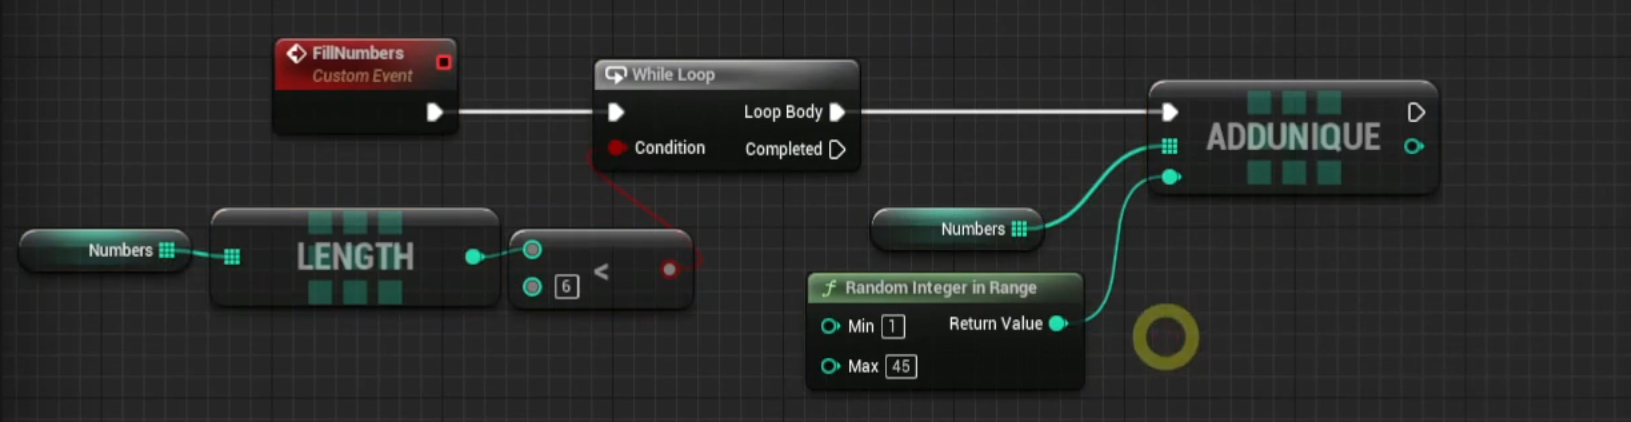 FillNumbers
Custom Event
While Loop
Loop Body
Condition
Completed
ADDUNIQUE
Numbers
LENGTH
<
6
Numbers
Random Integer in Range
Min 1
Return Value
Max 45